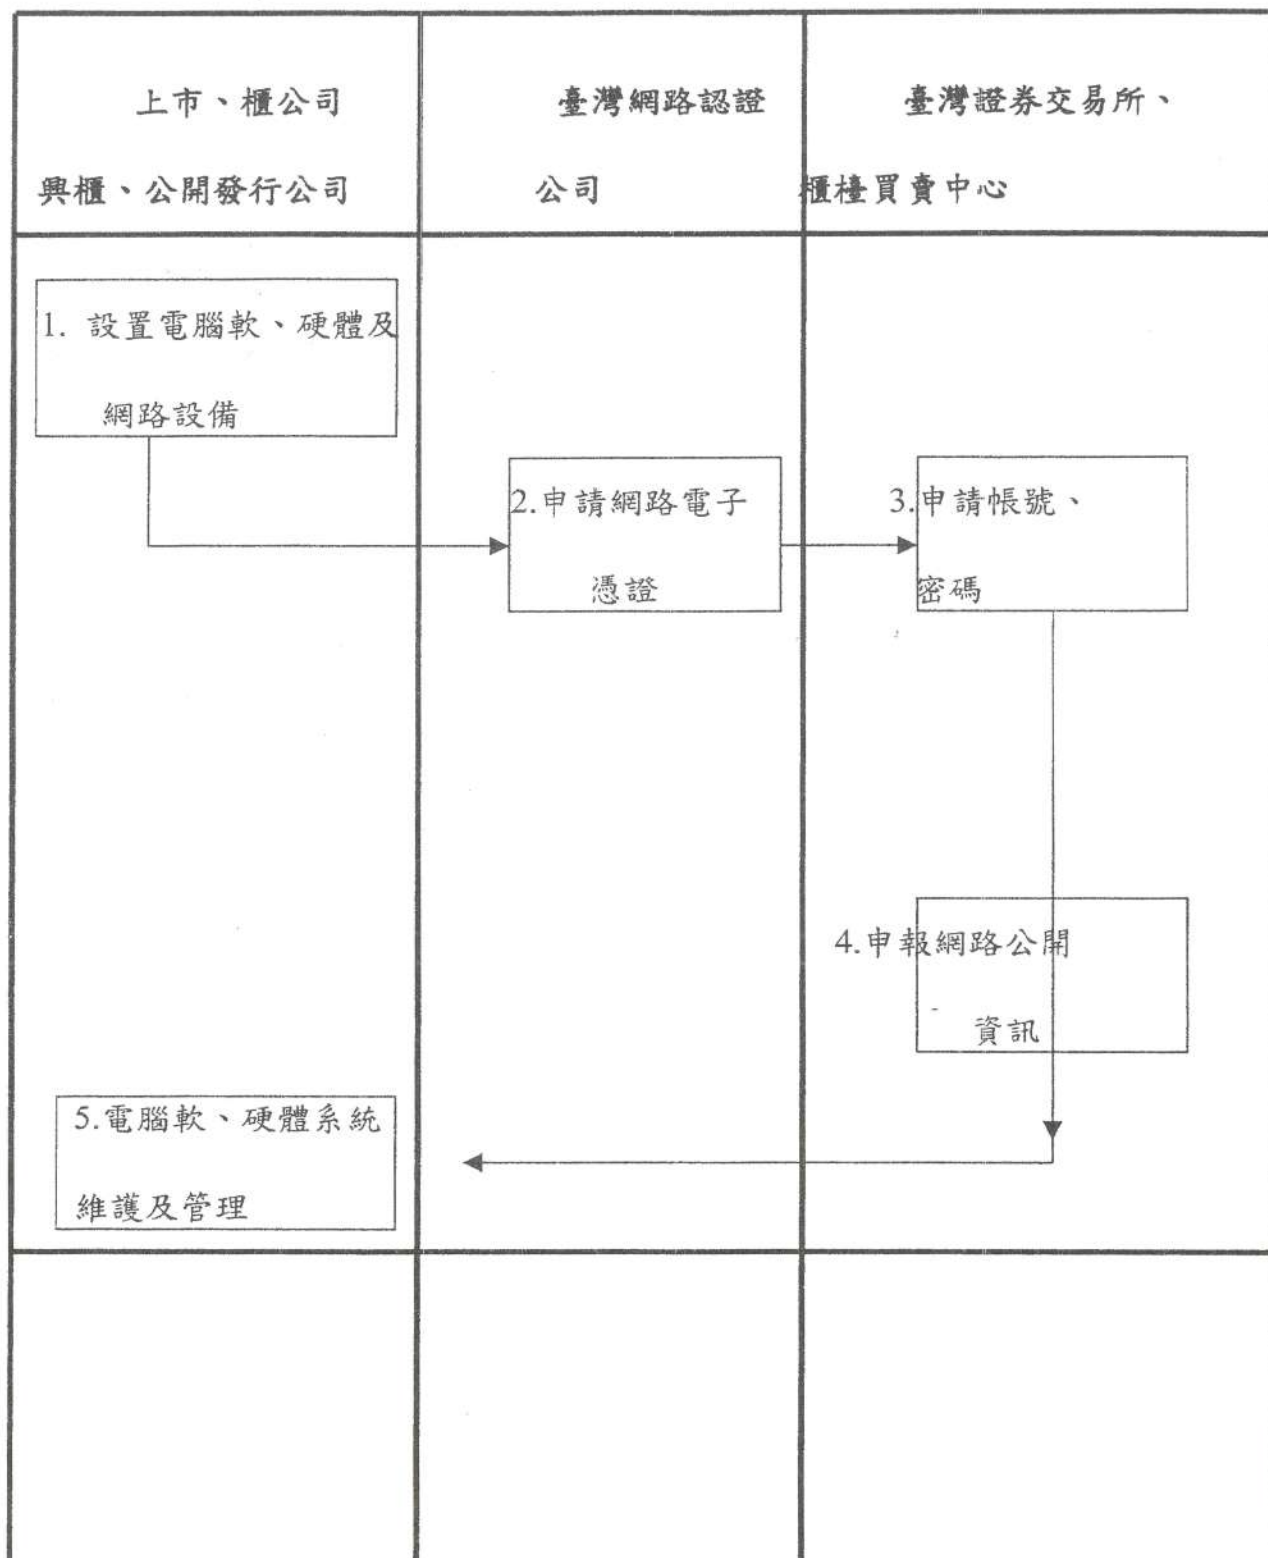 上市、櫃公司
興櫃、公開發行公司
臺灣網路認證
公司
臺灣證券交易所、
櫃檯買賣中心
1. 設置電腦軟、硬體及
網路設備
2.申請網路電子
憑證
3.申請帳號、
密碼
4.申報網路公開
資訊
5.電腦軟、硬體系統
維護及管理